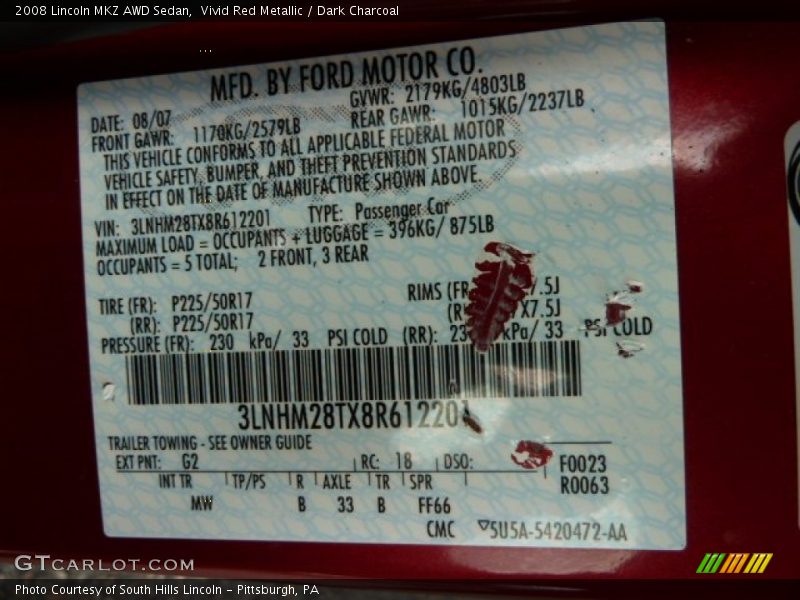 2008 Lincoln MKZ AWD Sedan, Vivid Red Metallic / Dark Charcoal
MFD. BY FORD MOTOR CO.
DATE: 08/07 GVWR: 2179KG/4803LB
FRONT GAWR: 1170KG/2579LB REAR GAWR: 1015KG/2237LB
THIS VEHICLE CONFORMS TO ALL APPLICABLE FEDERAL MOTOR
VEHICLE SAFETY, BUMPER, AND THEFT PREVENTION STANDARDS
IN EFFECT ON THE DATE OF MANUFACTURE SHOWN ABOVE.
VIN: 3LNHM28TX8R612201 TYPE: Passenger Car
MAXIMUM LOAD = OCCUPANTS + LUGGAGE = 396KG/ 875LB
OCCUPANTS = 5 TOTAL; 2 FRONT, 3 REAR
TIRE (FR): P225/50R17 RIMS (FR 7.5J
(RR): P225/50R17 X7.5J
PRESSURE (FR): 230 kPa/ 33 PSI COLD (RR): 23 kPa/ 33 PSI COLD
3LNHM28TX8R612201
TRAILER TOWING - SEE OWNER GUIDE
EXT PNT: G2 RC: 18 DSO: F0023
INT TR TP/PS R AXLE TR SPR R0063
MW B 33 B FF66
CMC 5U5A-5420472-AA
GTCARLOT.COM
Photo Courtesy of South Hills Lincoln - Pittsburgh, PA